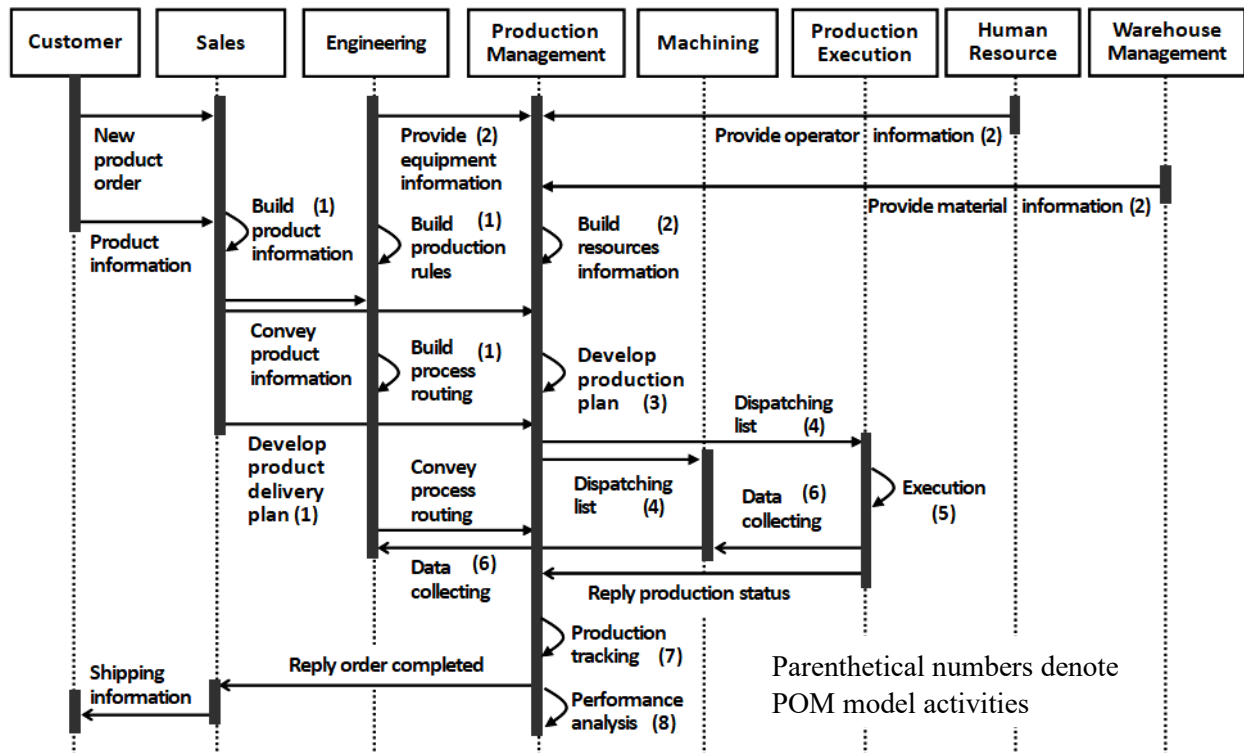 Customer
Sales
Engineering
Production
Management
Machining
Production
Execution
Human
Resource
Warehouse
Management
New
product
order
Provide (2)
equipment
information
Provide operator information (2)
Provide material information (2)
Product
information
Build (1)
product
information
Build (1)
production
rules
Build (2)
resources
information
Convey
product
information
Build (1)
process
routing
Develop
production
plan (3)
Dispatching
list (4)
Develop
product
delivery
plan (1)
Convey
process
routing
Dispatching
list (4)
Data (6)
collecting
Execution
(5)
Data (6)
collecting
Reply production status
Production
tracking (7)
Reply order completed
Shipping
information
Performance
analysis (8)
Parenthetical numbers denote
POM model activities